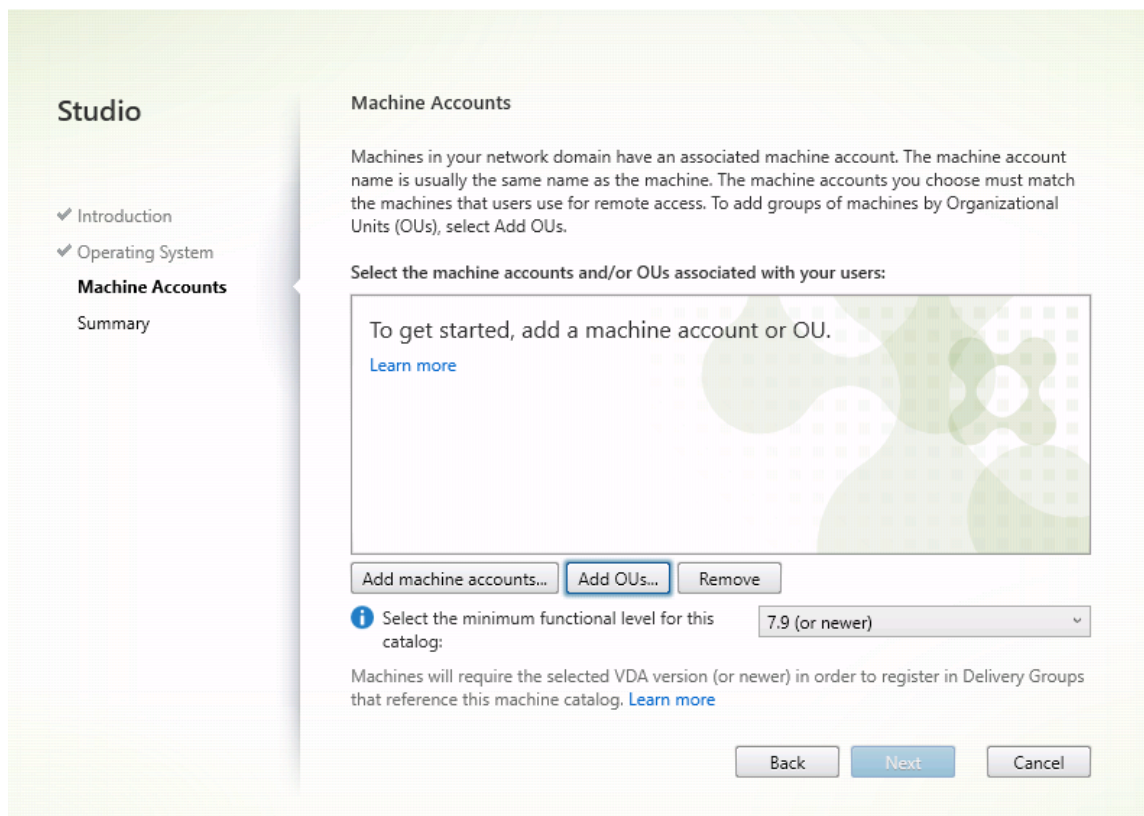 Studio
Introduction
Operating System
Machine Accounts
Summary
Machine Accounts
Machines in your network domain have an associated machine account. The machine account
name is usually the same name as the machine. The machine accounts you choose must match
the machines that users use for remote access. To add groups of machines by Organizational
Units (OUs), select Add OUs.
Select the machine accounts and/or OUs associated with your users:
To get started, add a machine account or OU.
Learn more
Add machine accounts... Add OUs... Remove
Select the minimum functional level for this
catalog:
7.9 (or newer)
Machines will require the selected VDA version (or newer) in order to register in Delivery Groups
that reference this machine catalog. Learn more
Back Next Cancel